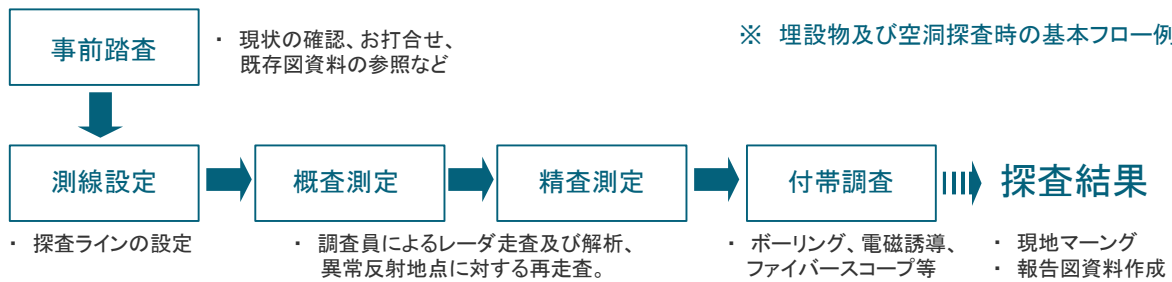 事前踏査
・ 現状の確認、お打合せ、
既存図資料の参照など
※ 埋設物及び空洞探査時の基本フロー例
測線設定
概査測定
精査測定
付帯調査
探査結果
・ 探査ラインの設定
・ 調査員によるレーダ走査及び解析、
異常反射地点に対する再走査。
・ ボーリング、電磁誘導、
ファイバースコープ等
・ 現地マーング
・ 報告図資料作成